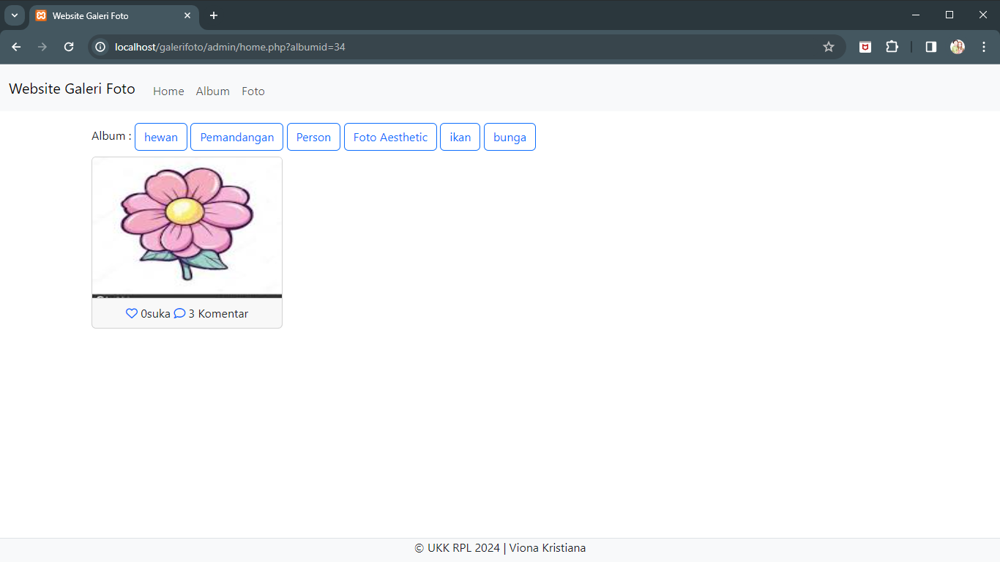 Website Galeri Foto
localhost/galerifoto/admin/home.php?albumid=34
Website Galeri Foto Home Album Foto
Album : hewan Pemandangan Person Foto Aesthetic ikan bunga
0suka 3 Komentar
© UKK RPL 2024 | Viona Kristiana